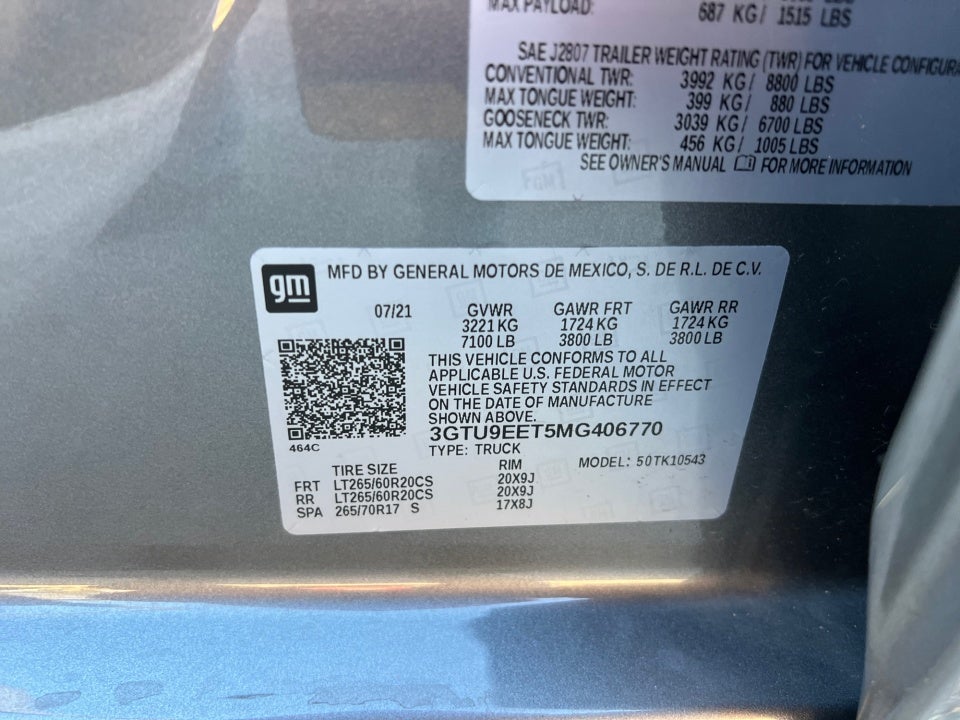 MAX PAYLOAD: 687 KG/ 1515 LBS
SAE J2807 TRAILER WEIGHT RATING (TWR) FOR VEHICLE
CONVENTIONAL TWR: 3992 KG/ 8800 LBS
MAX TONGUE WEIGHT: 399 KG/ 880 LBS
GOOSENECK TWR: 3039 KG/ 6700 LBS
MAX TONGUE WEIGHT: 456 KG/ 1005 LBS
SEE OWNER'S MANUAL FOR MORE INFORMATION
gm MFD BY GENERAL MOTORS DE MEXICO, S. DE R.L. DE C.V.
07/21 GVWR GAWR FRT GAWR RR
3221 KG 1724 KG 1724 KG
7100 LB 3800 LB 3800 LB
THIS VEHICLE CONFORMS TO ALL
APPLICABLE U.S. FEDERAL MOTOR
VEHICLE SAFETY STANDARDS IN EFFECT
ON THE DATE OF MANUFACTURE
SHOWN ABOVE.
3GTU9EET5MG406770
464C TYPE: TRUCK
TIRE SIZE RIM MODEL: 50TK10543
FRT LT265/60R20CS 20X9J
RR LT265/60R20CS 20X9J
SPA 265/70R17 S 17X8J